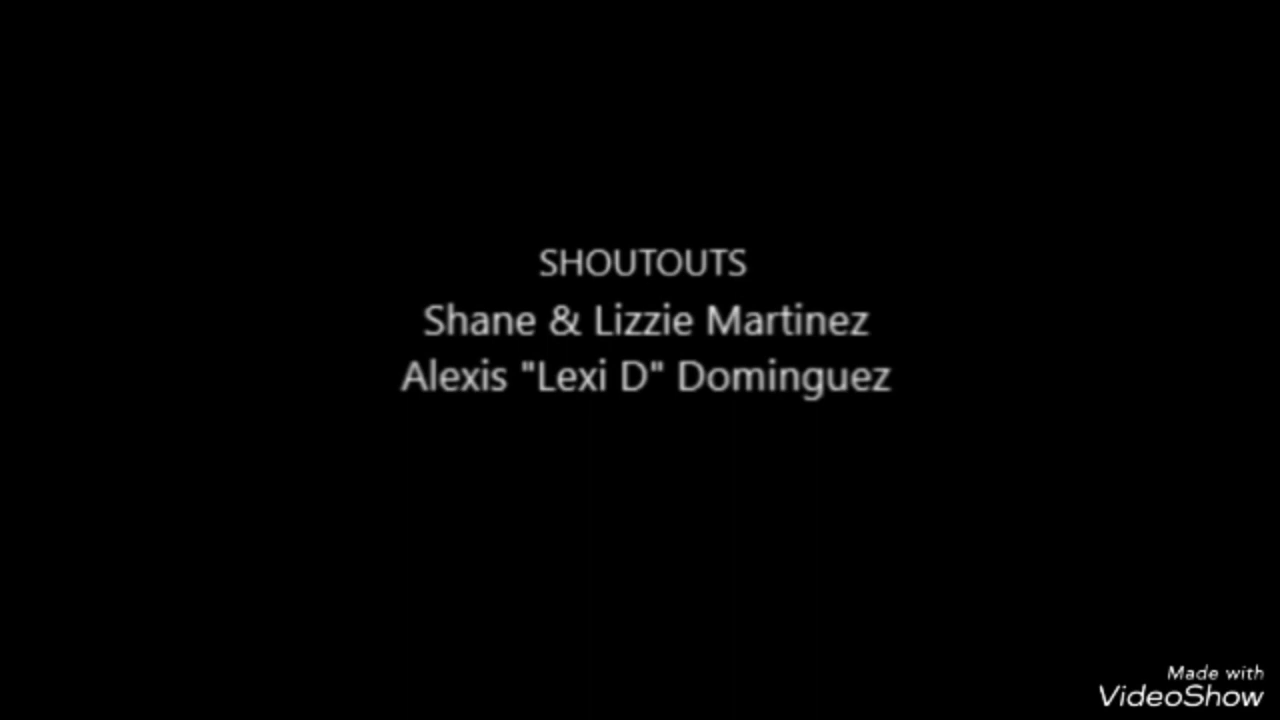 SHOUTOUTS
Shane & Lizzie Martinez
Alexis "Lexi D" Dominguez
Made with
VideoShow